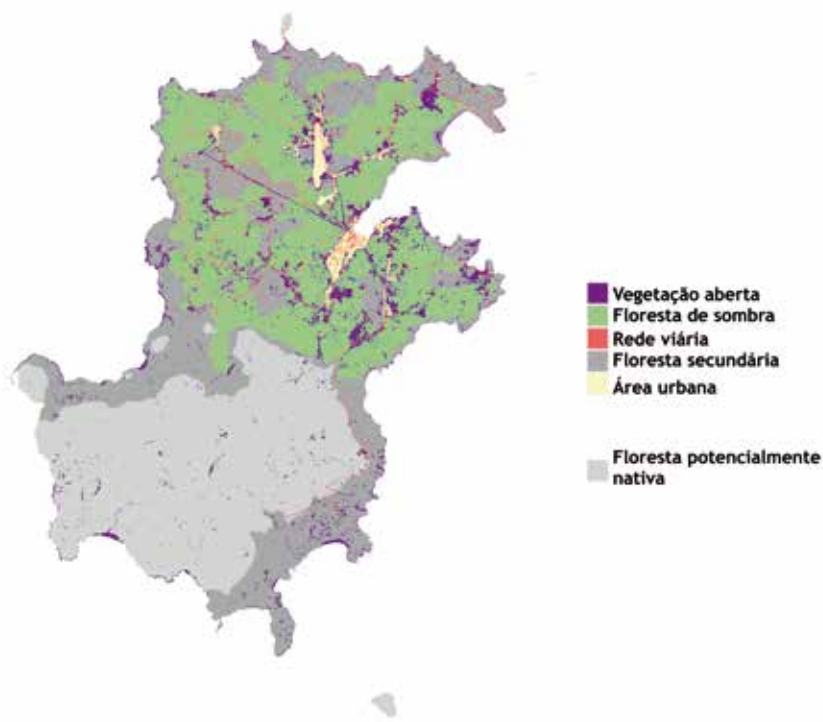 Vegetação aberta
Floresta de sombra
Rede viária
Floresta secundária
Área urbana
Floresta potencialmente
nativa